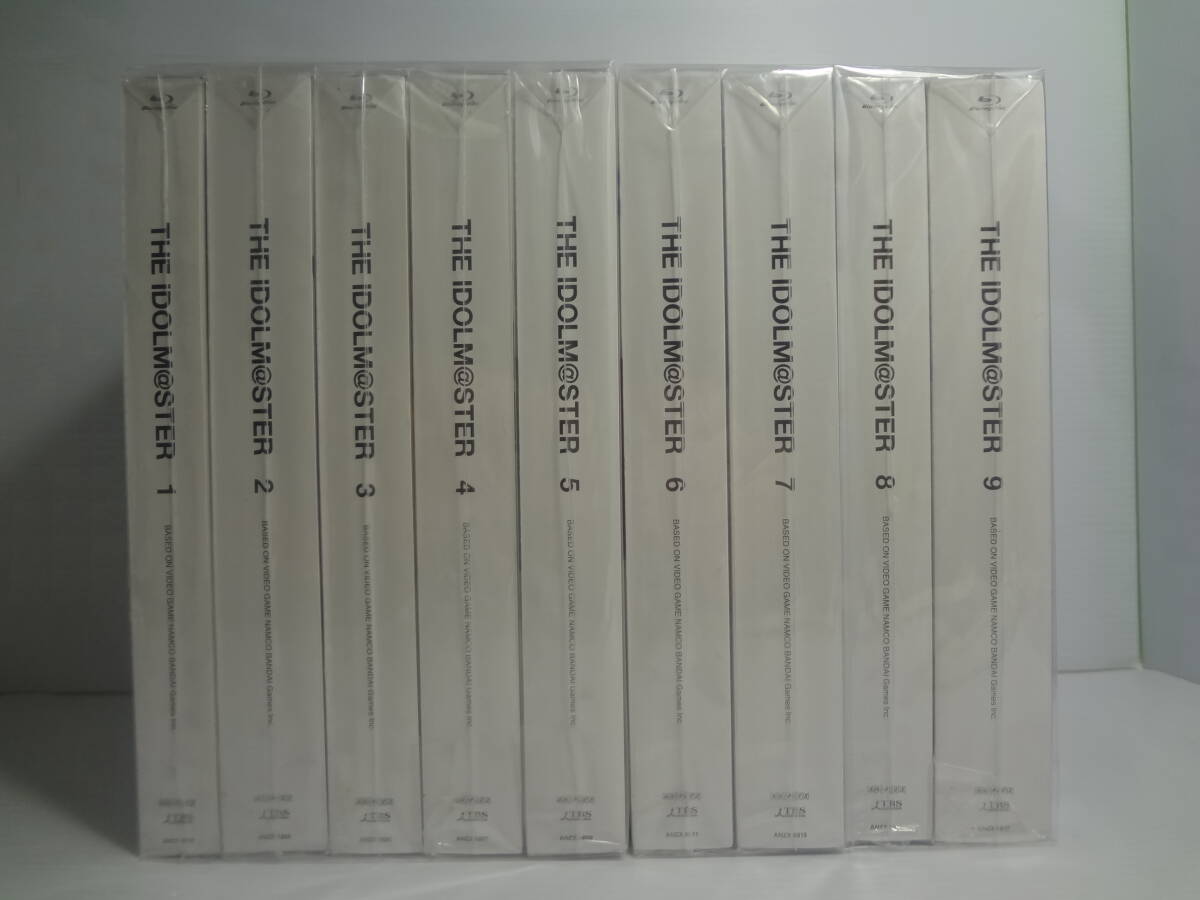 THE IDOLM@STER 1
BASED ON VIDEO GAME NAMCO BANDAI Games Inc.
THE IDOLM@STER 2
BASED ON VIDEO GAME NAMCO BANDAI Games Inc.
THE IDOLM@STER 3
BASED ON VIDEO GAME NAMCO BANDAI Games Inc.
THE IDOLM@STER 4
BASED ON VIDEO GAME NAMCO BANDAI Games Inc.
THE IDOLM@STER 5
BASED ON VIDEO GAME NAMCO BANDAI Games Inc.
THE IDOLM@STER 6
BASED ON VIDEO GAME NAMCO BANDAI Games Inc.
THE IDOLM@STER 7
BASED ON VIDEO GAME NAMCO BANDAI Games Inc.
THE IDOLM@STER 8
BASED ON VIDEO GAME NAMCO BANDAI Games Inc.
THE IDOLM@STER 9
BASED ON VIDEO GAME NAMCO BANDAI Games Inc.